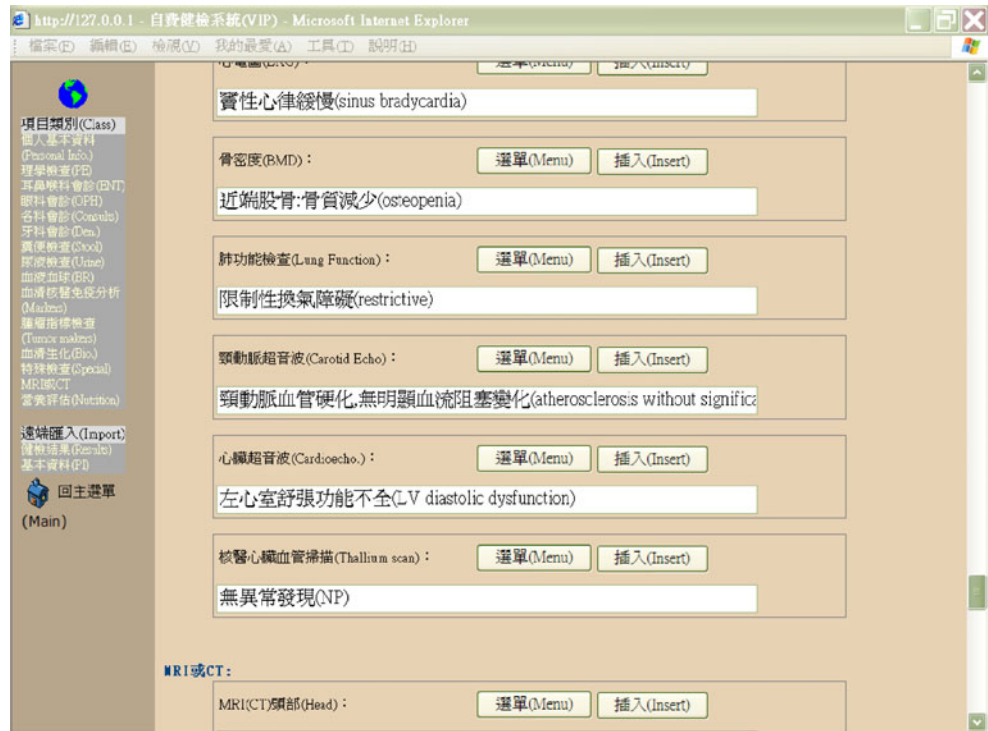 http://127.0.0.1 - 自費健檢系統(VIP) - Microsoft Internet Explorer
檔案(F) 編輯(E) 檢視(V) 我的最愛(A) 工具(T) 說明(H)
選單(Menu) 插入(Insert)
竇性心律緩慢(sinus bradycardia)
骨密度(BMD)： 選單(Menu) 插入(Insert)
近端股骨:骨質減少(osteopenia)
肺功能檢查(Lung Function)： 選單(Menu) 插入(Insert)
限制性換氣障礙(restrictive)
頸動脈超音波(Carotid Echo)： 選單(Menu) 插入(Insert)
頸動脈血管硬化,無明顯血流阻塞變化(atherosclerosis without significa
心臟超音波(Cardioecho.)： 選單(Menu) 插入(Insert)
左心室舒張功能不全(LV diastolic dysfunction)
核醫心臟血管掃描(Thallium scan)： 選單(Menu) 插入(Insert)
無異常發現(NP)
MRI或CT:
MRI(CT)頭部(Head)： 選單(Menu) 插入(Insert)
項目類別(Class)
個人基本資料
(Personal Info.)
理學檢查(PE)
耳鼻喉科會診(ENT)
眼科會診(OPH)
各科會診(Consults)
牙科會診(Den.)
糞便檢查(Stool)
尿液檢查(Urine)
血液血球(BR)
血清核醫免疫分析
(Markers)
腫瘤指標檢查
(Tumor makers)
血清生化(Bio.)
特殊檢查(Special)
MRI或CT
營養評估(Nutrition)
遠端匯入(Import)
健檢結果(Results)
基本資料(PI)
回主選單
(Main)